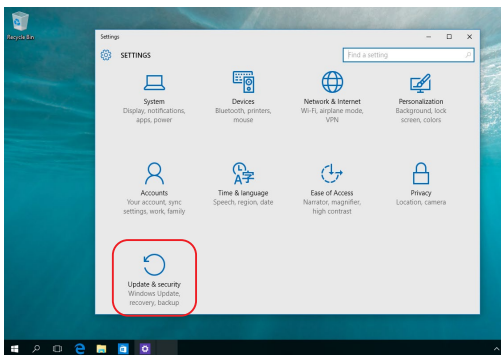 Recycle Bin
Settings
SETTINGS
Find a setting
System
Display, notifications,
apps, power
Devices
Bluetooth, printers,
mouse
Network & Internet
Wi-Fi, airplane mode,
VPN
Personalization
Background, lock
screen, colors
Accounts
Your account, sync
settings, work, family
Time & language
Speech, region, date
Ease of Access
Narrator, magnifier,
high contrast
Privacy
Location, camera
Update & security
Windows Update,
recovery, backup